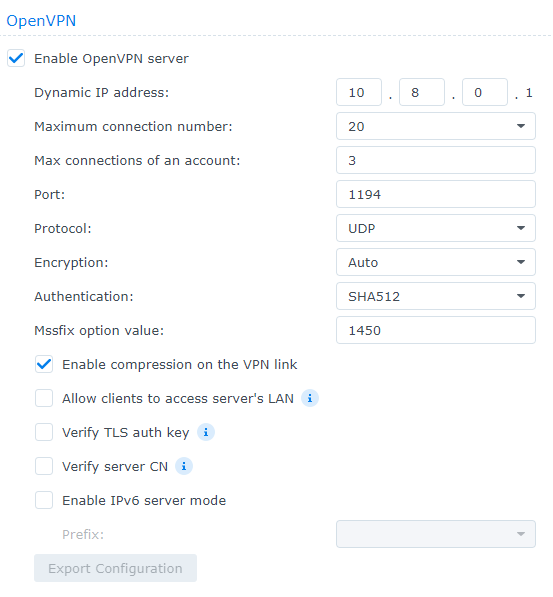 OpenVPN
Enable OpenVPN server
Dynamic IP address: 10 . 8 . 0 . 1
Maximum connection number: 20
Max connections of an account: 3
Port: 1194
Protocol: UDP
Encryption: Auto
Authentication: SHA512
Mssfix option value: 1450
Enable compression on the VPN link
Allow clients to access server's LAN i
Verify TLS auth key i
Verify server CN i
Enable IPv6 server mode
Prefix:
Export Configuration